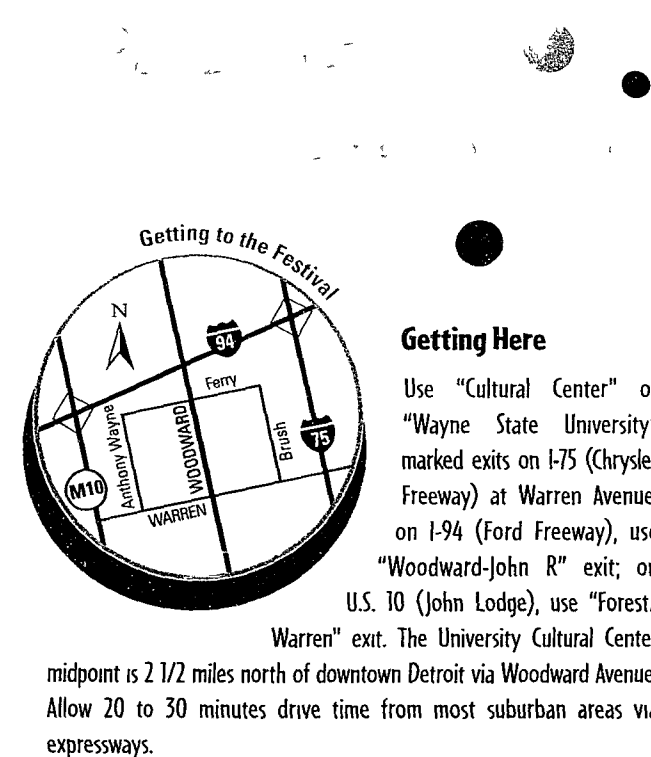 Getting to the Festival
N
94
Ferry
Anthony Wayne
WOODWARD
Brush
75
M10
WARREN
Getting Here
Use "Cultural Center" o
"Wayne State University"
marked exits on I-75 (Chrysle
Freeway) at Warren Avenue
on I-94 (Ford Freeway), use
"Woodward-John R" exit; or
U.S. 10 (John Lodge), use "Forest.
Warren" exit. The University Cultural Cente
midpoint is 2 1/2 miles north of downtown Detroit via Woodward Avenue
Allow 20 to 30 minutes drive time from most suburban areas via
expressways.